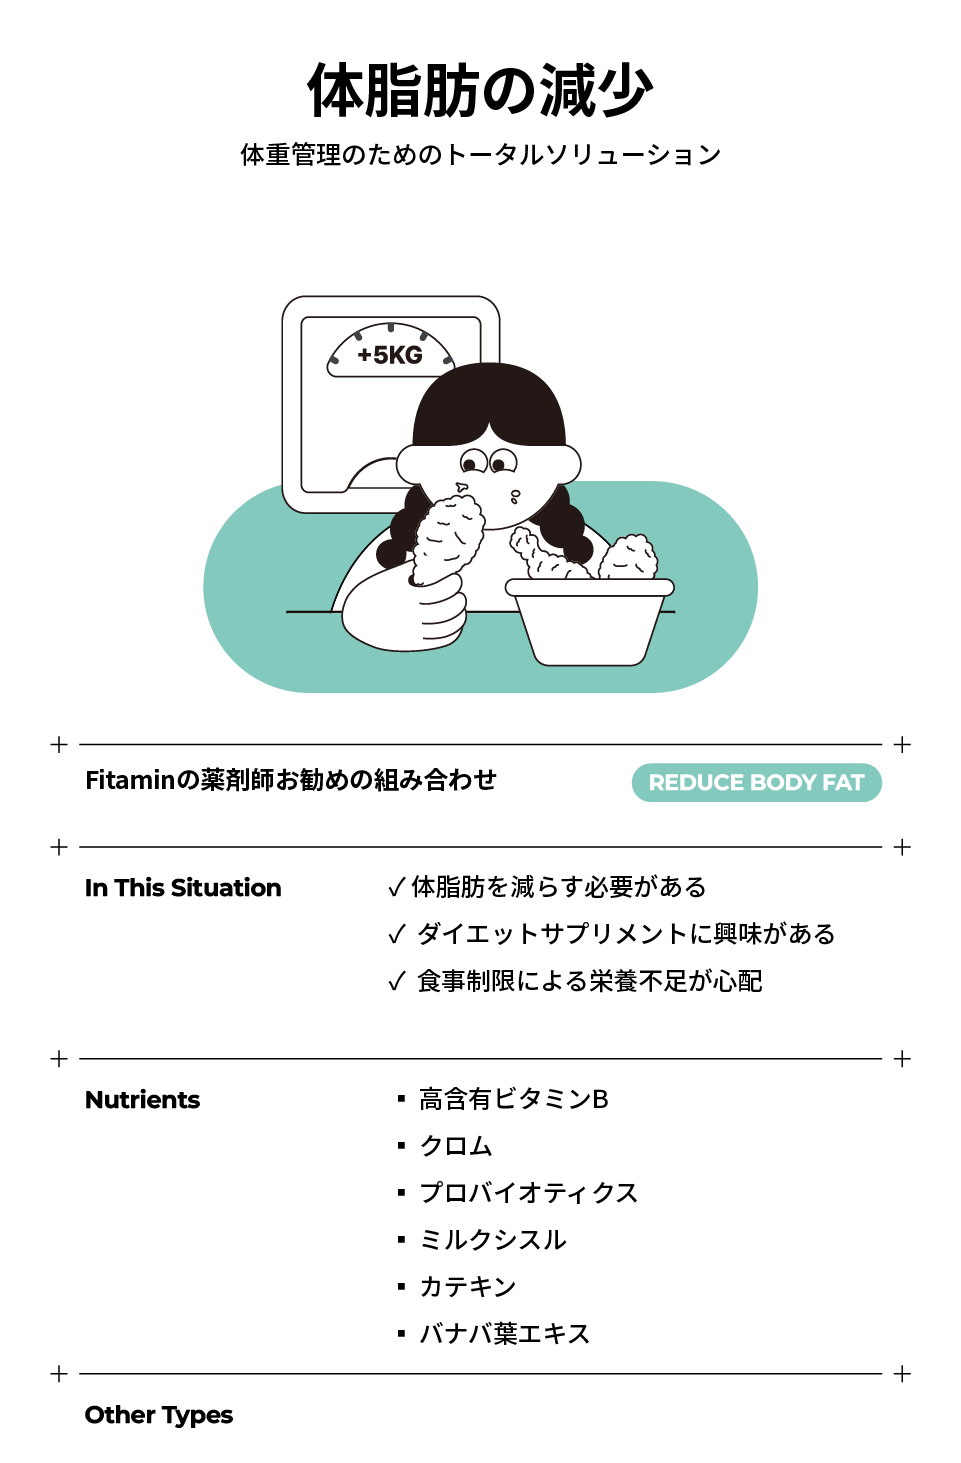 体脂肪の減少
体重管理のためのトータルソリューション
+5KG
Fitaminの薬剤師お勧めの組み合わせ
REDUCE BODY FAT
In This Situation
✓体脂肪を減らす必要がある
✓ ダイエットサプリメントに興味がある
✓ 食事制限による栄養不足が心配
Nutrients
▪ 高含有ビタミンB
▪ クロム
▪ プロバイオティクス
▪ ミルクシスル
▪ カテキン
▪ バナバ葉エキス
Other Types